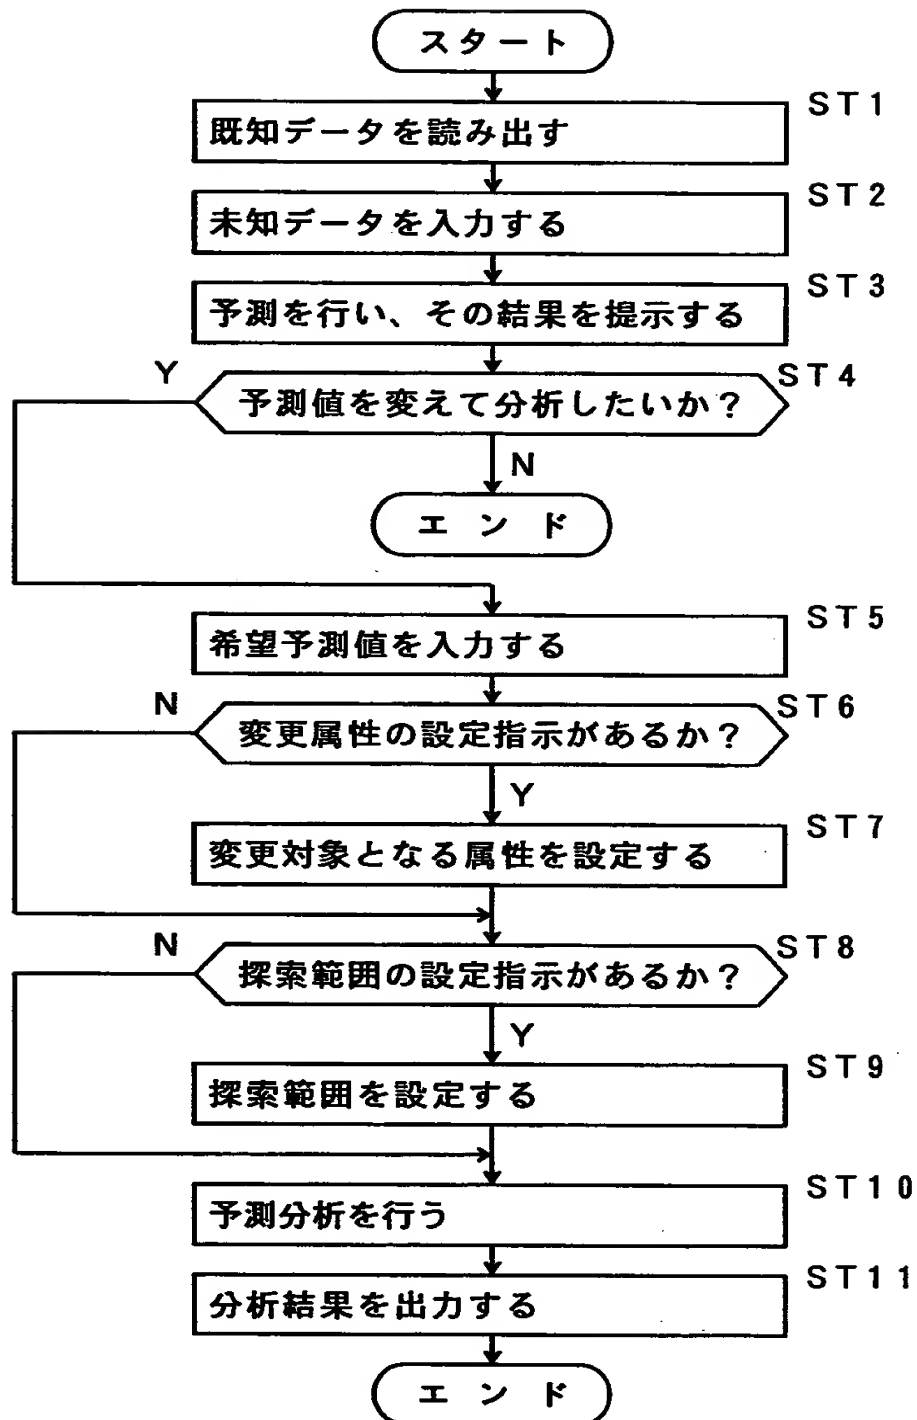 スタート
ST1
既知データを読み出す
ST2
未知データを入力する
ST3
予測を行い、その結果を提示する
Y
ST4
予測値を変えて分析したいか？
N
エンド
ST5
希望予測値を入力する
N
ST6
変更属性の設定指示があるか？
Y
ST7
変更対象となる属性を設定する
N
ST8
探索範囲の設定指示があるか？
Y
ST9
探索範囲を設定する
ST10
予測分析を行う
ST11
分析結果を出力する
エンド